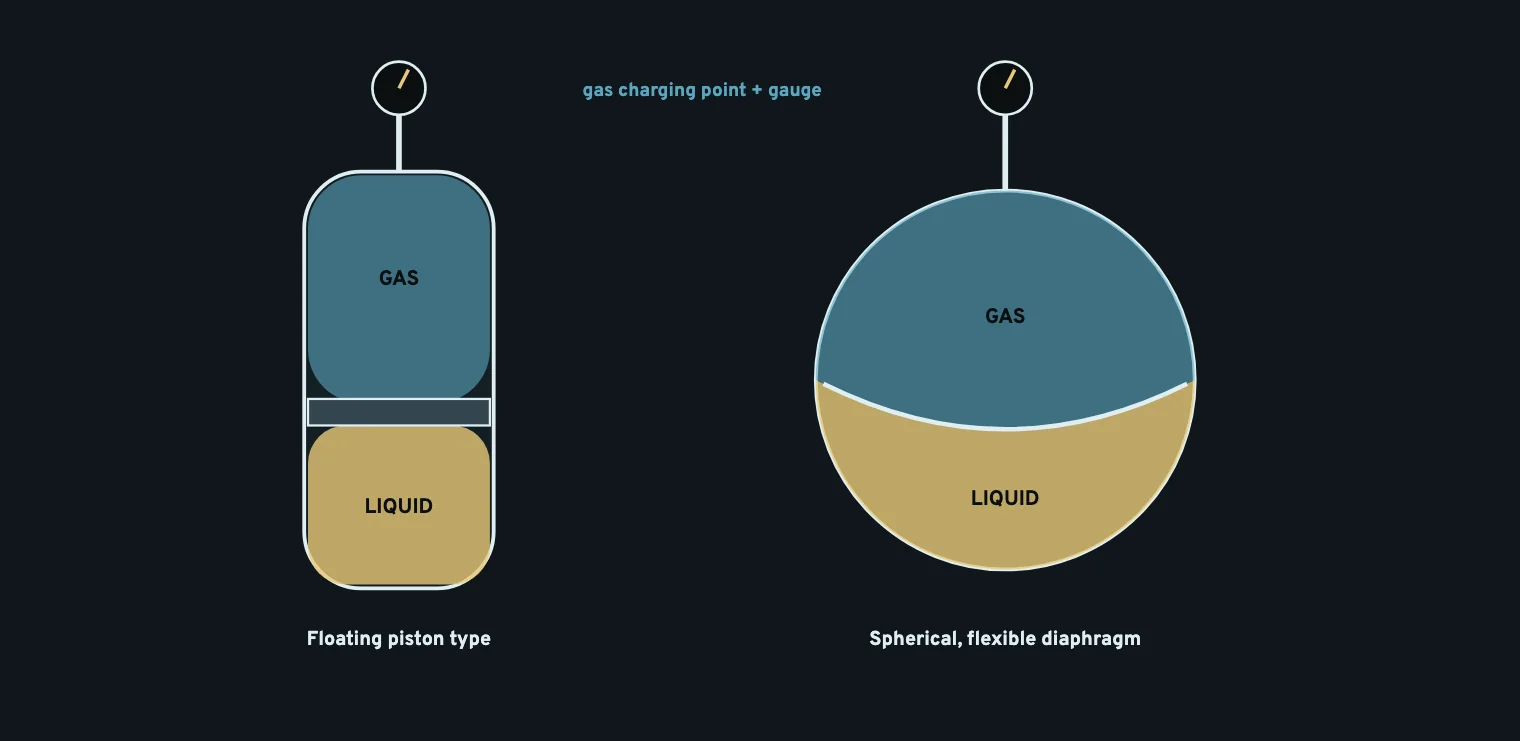 gas charging point + gauge
GAS
GAS
LIQUID
LIQUID
Floating piston type
Spherical, flexible diaphragm